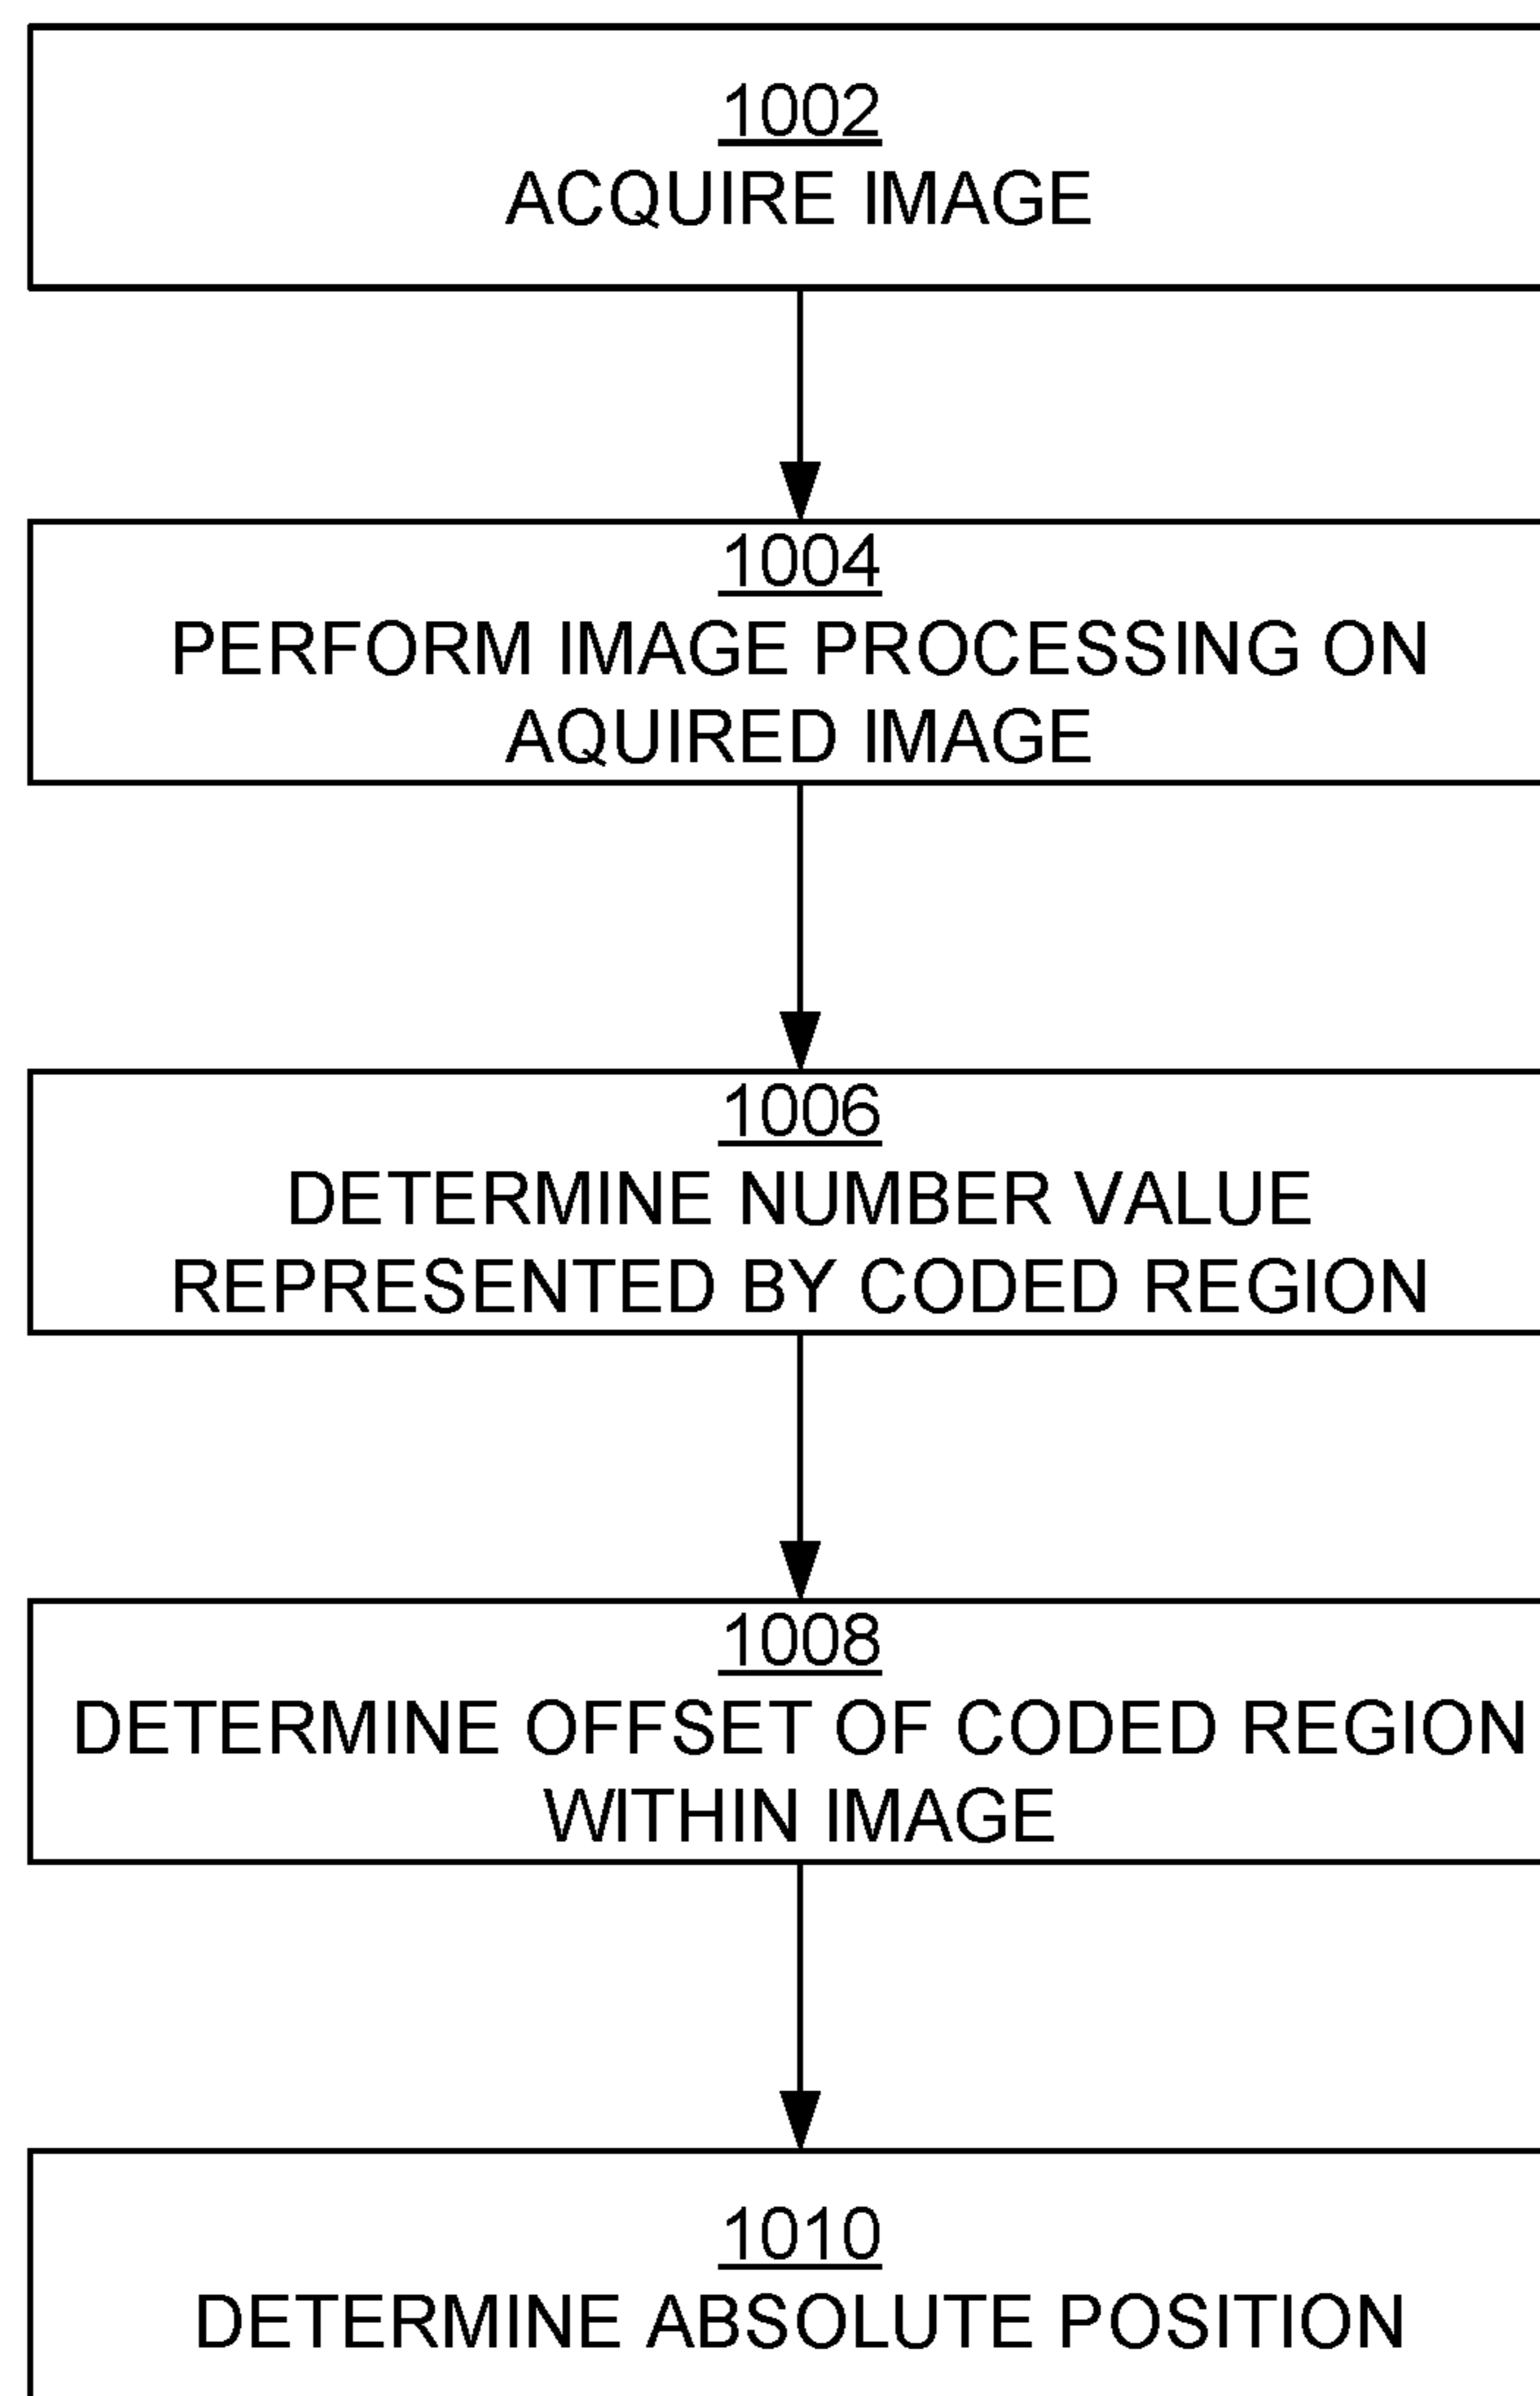 1002
ACQUIRE IMAGE
1004
PERFORM IMAGE PROCESSING ON
AQUIRED IMAGE
1006
DETERMINE NUMBER VALUE
REPRESENTED BY CODED REGION
1008
DETERMINE OFFSET OF CODED REGION
WITHIN IMAGE
1010
DETERMINE ABSOLUTE POSITION